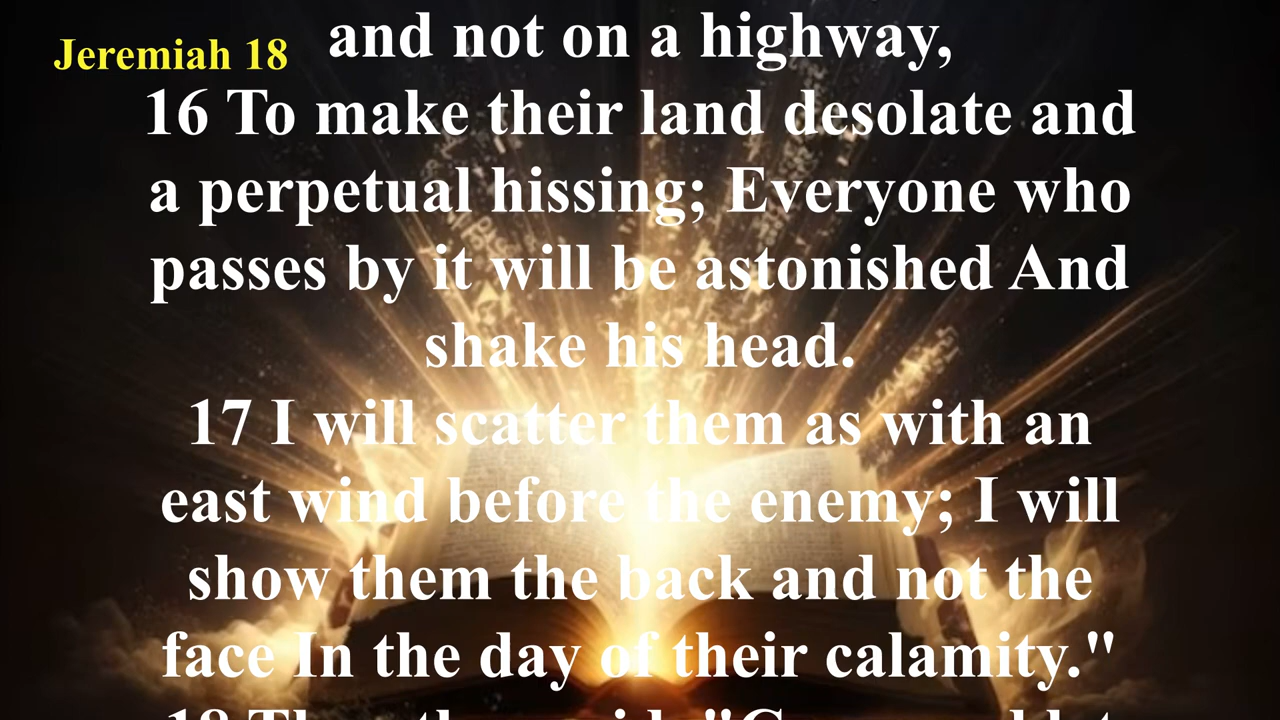 Jeremiah 18
and not on a highway,
16 To make their land desolate and
a perpetual hissing; Everyone who
passes by it will be astonished And
shake his head.
17 I will scatter them as with an
east wind before the enemy; I will
show them the back and not the
face In the day of their calamity."